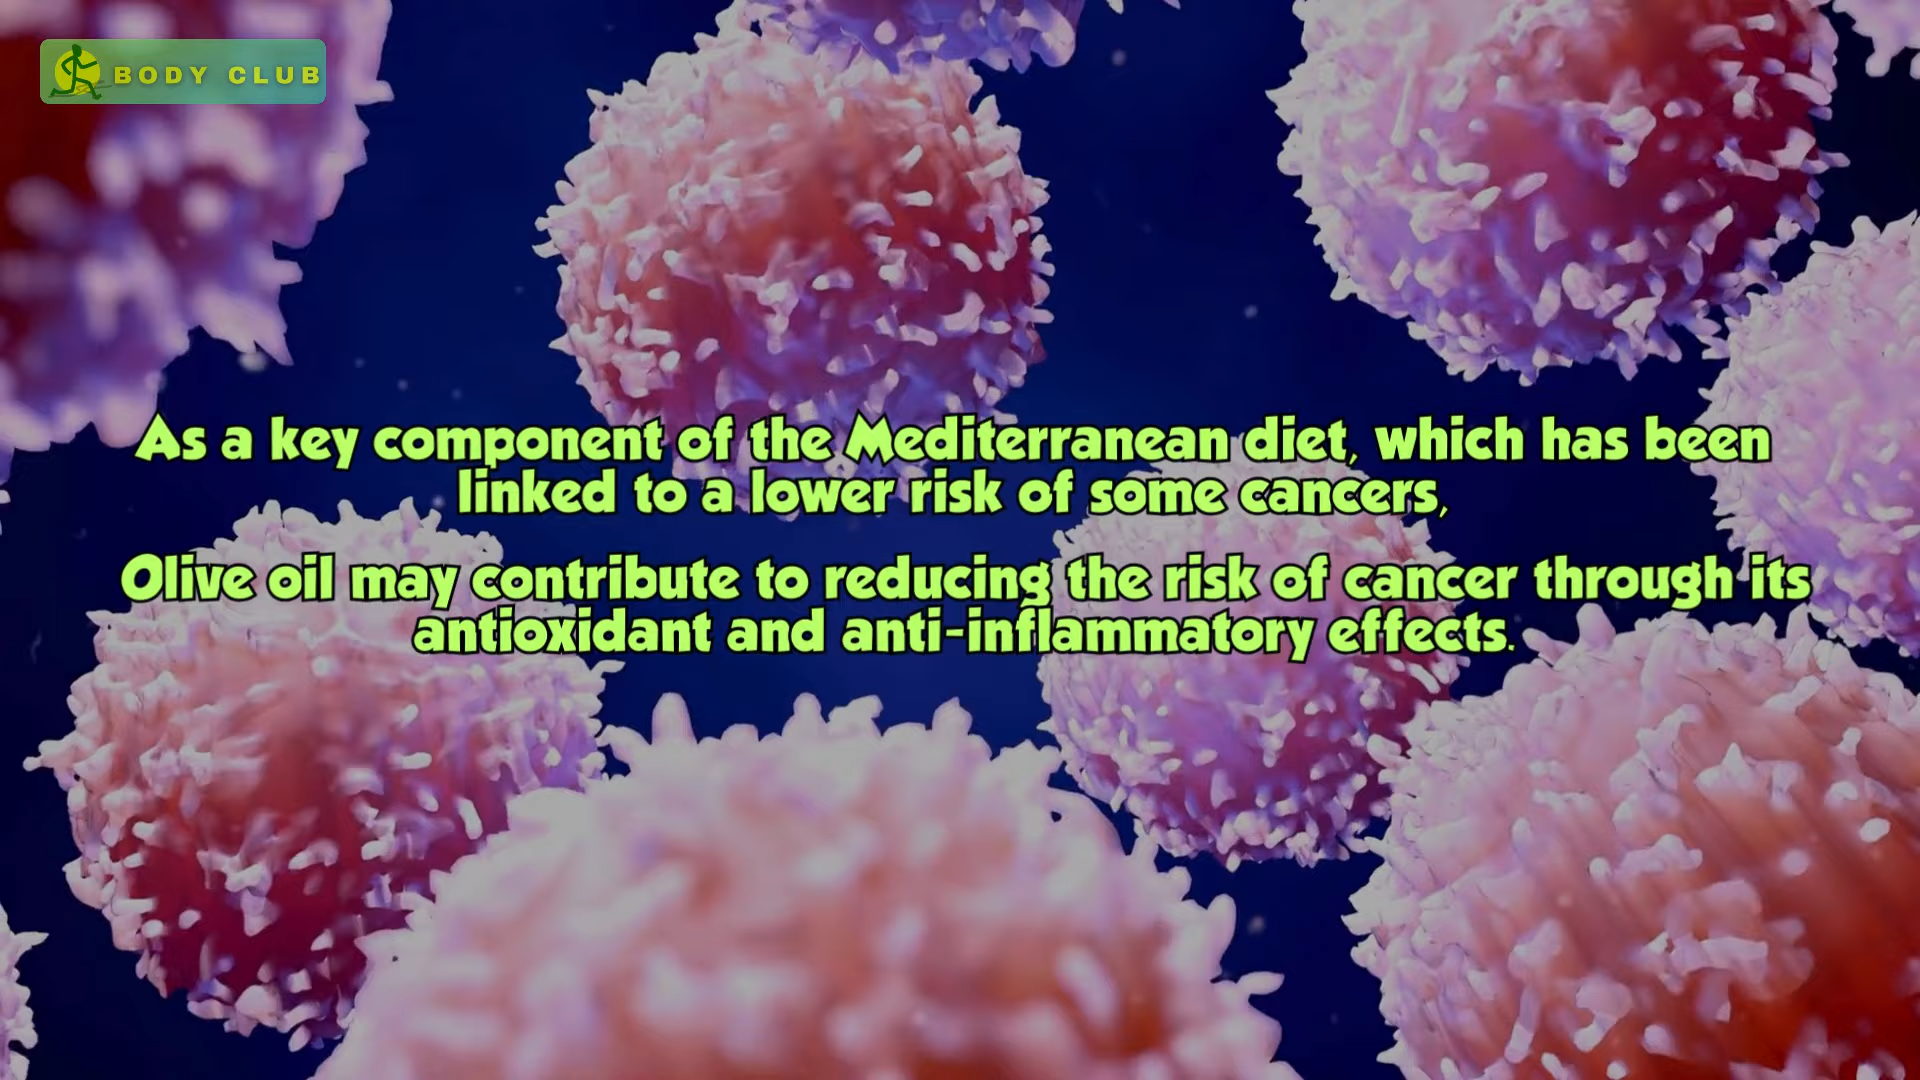 BODY CLUB
As a key component of the Mediterranean diet, which has been
linked to a lower risk of some cancers,
Olive oil may contribute to reducing the risk of cancer through its
antioxidant and anti-inflammatory effects.